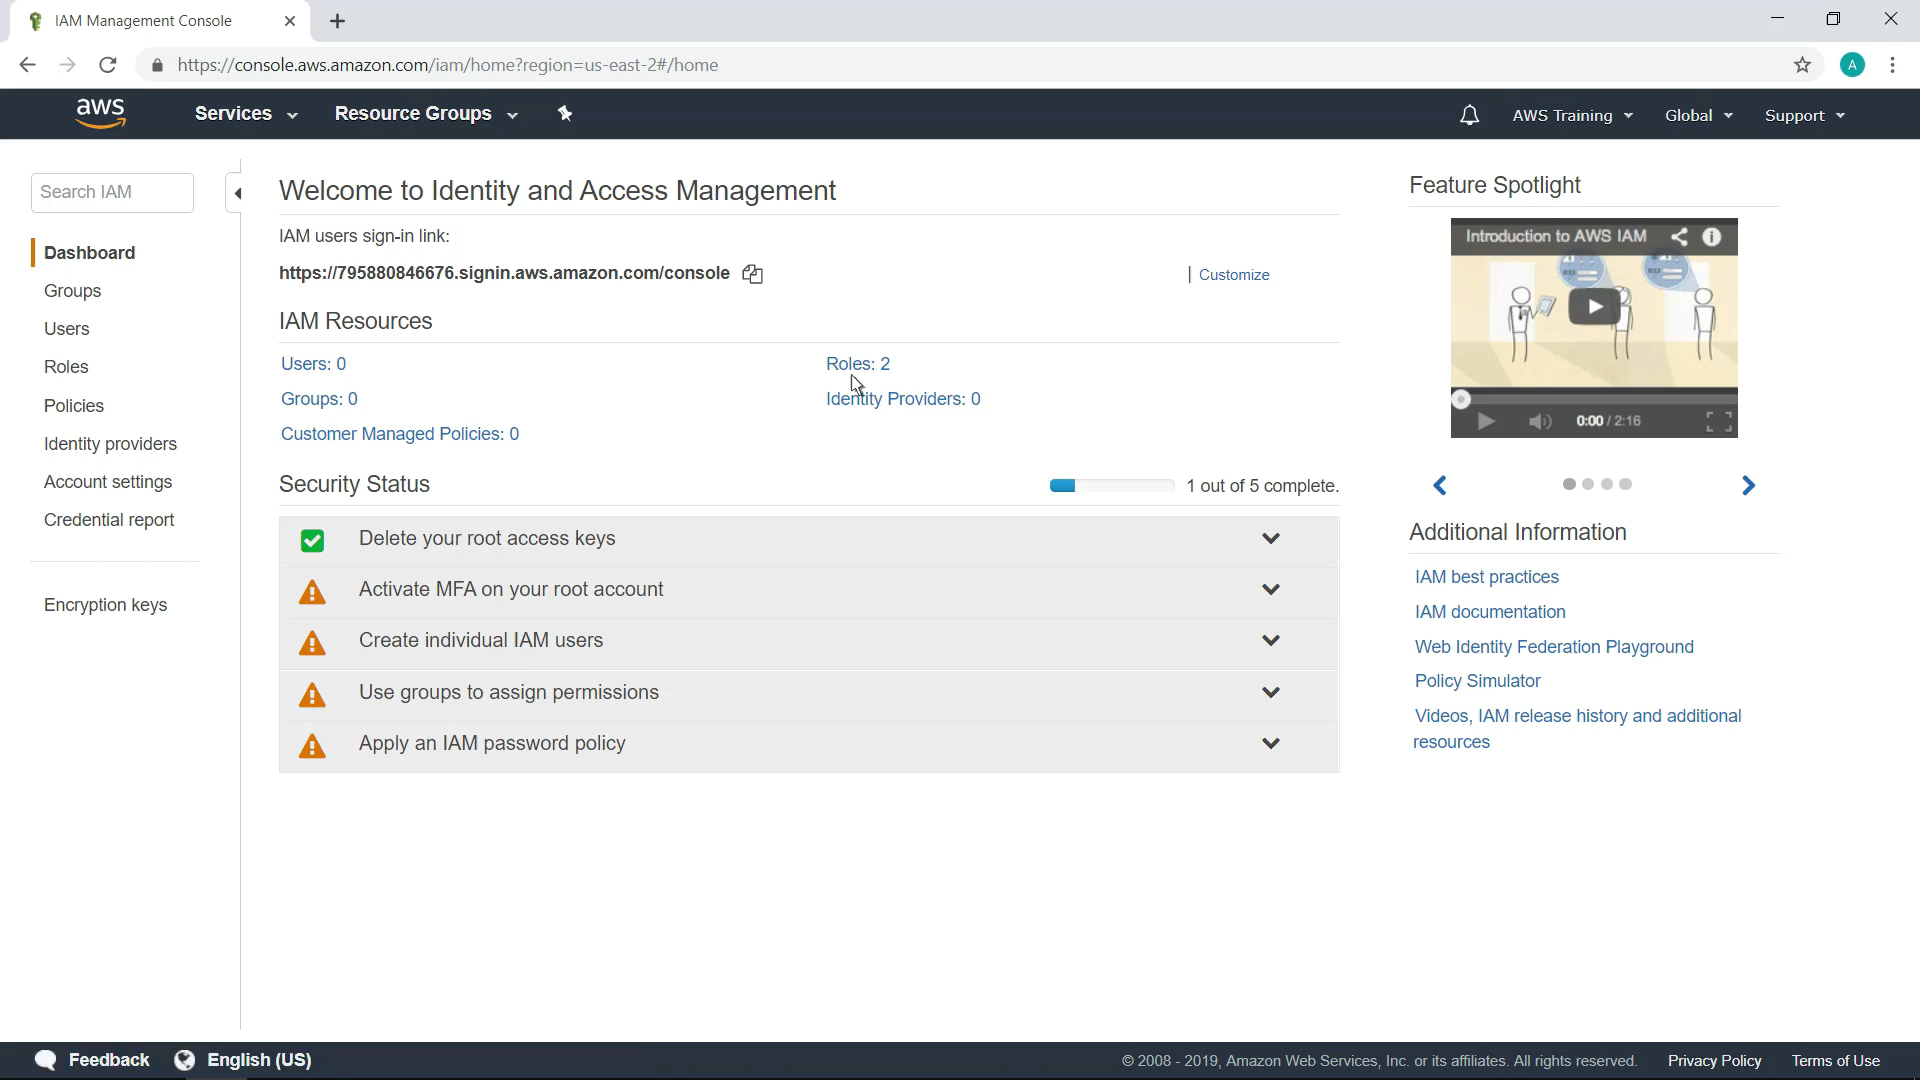 IAM Management Console
https://console.aws.amazon.com/iam/home?region=us-east-2#/home
A
aws
Services
Resource Groups
AWS Training
Global
Support
Search IAM
Dashboard
Groups
Users
Roles
Policies
Identity providers
Account settings
Credential report
Encryption keys
Welcome to Identity and Access Management
IAM users sign-in link:
https://795880846676.signin.aws.amazon.com/console
| Customize
IAM Resources
Users: 0
Roles: 2
Groups: 0
Identity Providers: 0
Customer Managed Policies: 0
Security Status
1 out of 5 complete.
Delete your root access keys
Activate MFA on your root account
Create individual IAM users
Use groups to assign permissions
Apply an IAM password policy
Feature Spotlight
Introduction to AWS IAM
0:00 / 2:16
Additional Information
IAM best practices
IAM documentation
Web Identity Federation Playground
Policy Simulator
Videos, IAM release history and additional
resources
Feedback
English (US)
© 2008 - 2019, Amazon Web Services, Inc. or its affiliates. All rights reserved.
Privacy Policy
Terms of Use